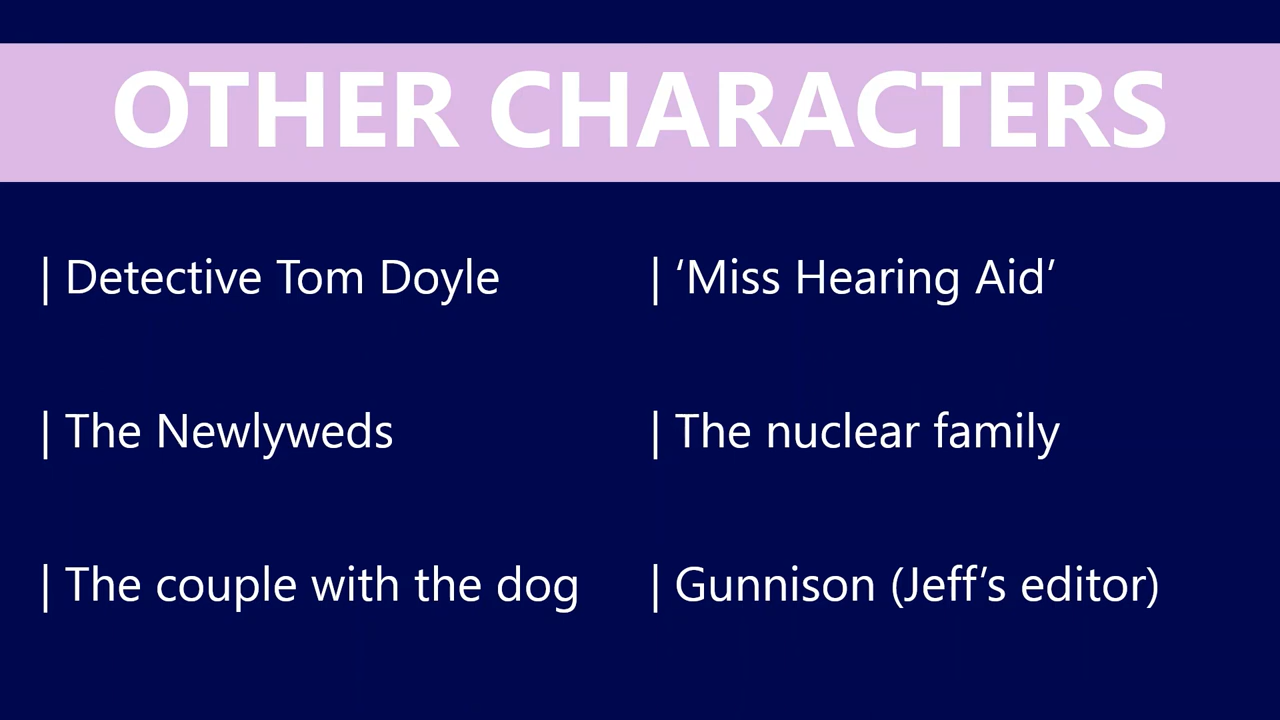 OTHER CHARACTERS
| Detective Tom Doyle
| The Newlyweds
| The couple with the dog
| ‘Miss Hearing Aid’
| The nuclear family
| Gunnison (Jeff’s editor)